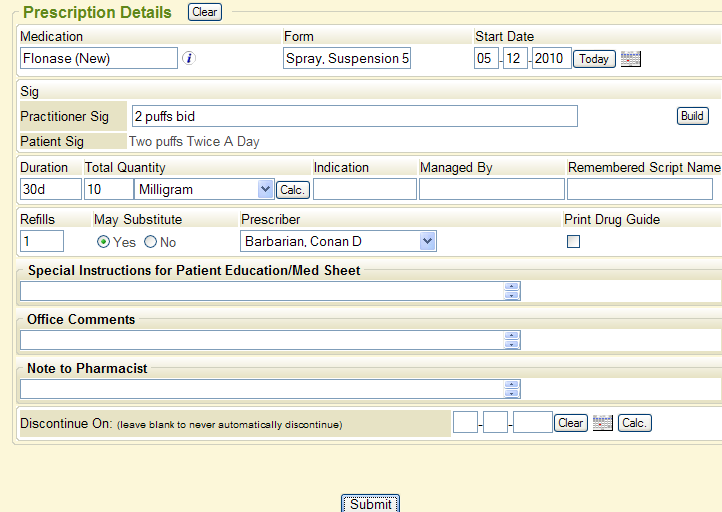 Prescription Details Clear
Medication Form Start Date
Flonase (New) i Spray, Suspension 5 05 - 12 - 2010 Today
Sig
Practitioner Sig 2 puffs bid Build
Patient Sig Two puffs Twice A Day
Duration Total Quantity Indication Managed By Remembered Script Name
30d 10 Milligram Calc.
Refills May Substitute Prescriber Print Drug Guide
1 Yes No Barbarian, Conan D
Special Instructions for Patient Education/Med Sheet
Office Comments
Note to Pharmacist
Discontinue On: (leave blank to never automatically discontinue) - - Clear Calc.
Submit